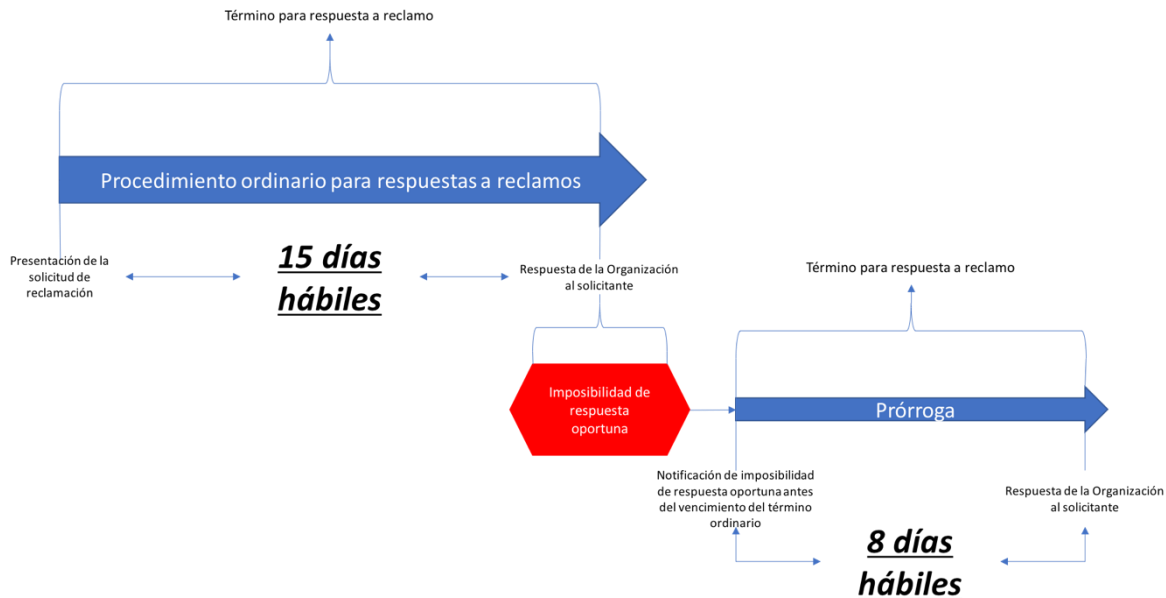 Término para respuesta a reclamo
Procedimiento ordinario para respuestas a reclamos
Presentación de la
solicitud de
reclamación
15 días
hábiles
Respuesta de la Organización
al solicitante
Término para respuesta a reclamo
Imposibilidad de
respuesta
oportuna
Prórroga
Notificación de imposibilidad
de respuesta oportuna antes
del vencimiento del término
ordinario
Respuesta de la Organización
al solicitante
8 días
hábiles